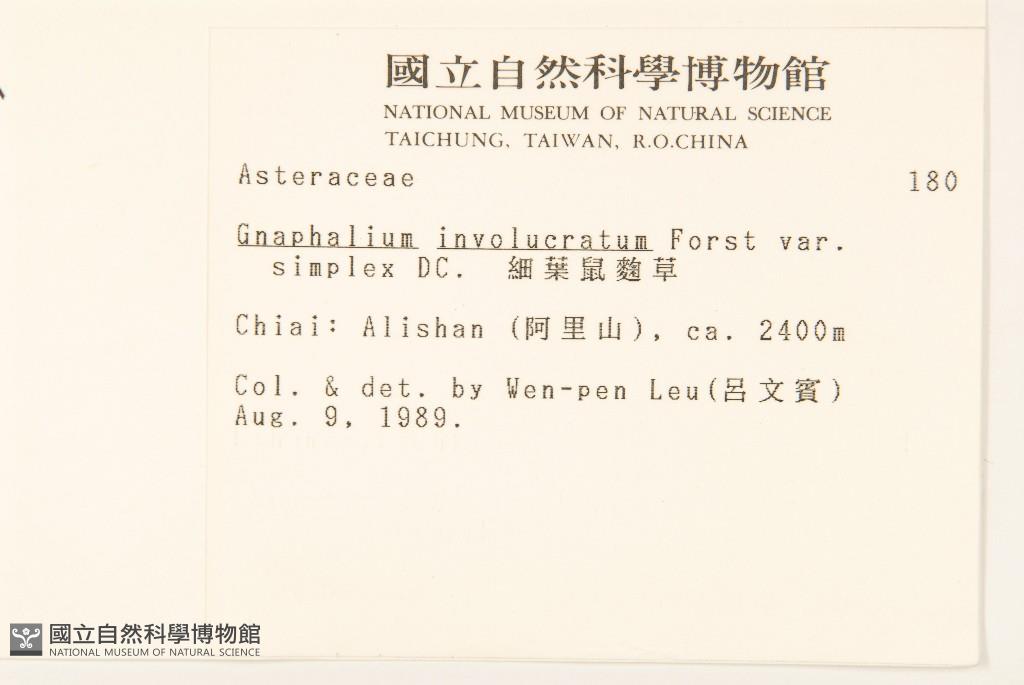 國立自然科學博物館
NATIONAL MUSEUM OF NATURAL SCIENCE
TAICHUNG, TAIWAN, R.O.CHINA
Asteraceae 180
Gnaphalium involucratum Forst var.
simplex DC. 細葉鼠麴草
Chiai: Alishan (阿里山), ca. 2400m
Col. & det. by Wen-pen Leu(呂文賓)
Aug. 9, 1989.
國立自然科學博物館
NATIONAL MUSEUM OF NATURAL SCIENCE